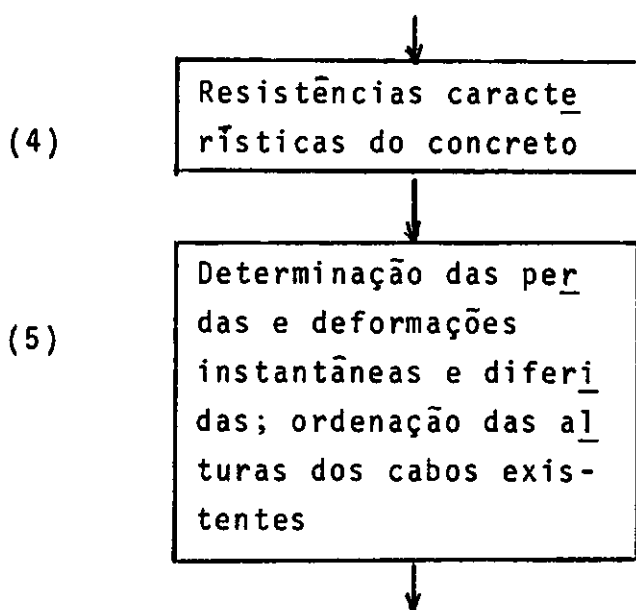 Resistências caracte
(4)
rísticas do concreto
Determinação das per
(5)
das e deformações
instantâneas e diferi
das; ordenação das al
turas dos cabos exis-
tentes